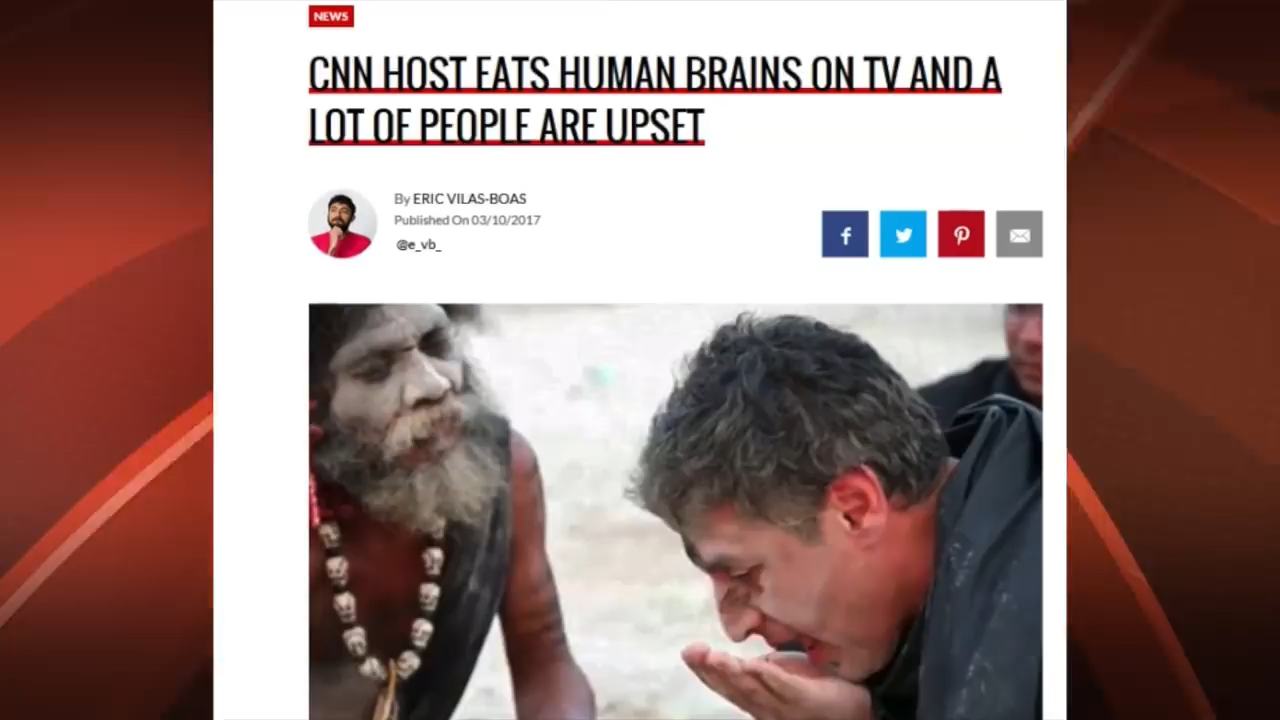 NEWS
CNN HOST EATS HUMAN BRAINS ON TV AND A
LOT OF PEOPLE ARE UPSET
By ERIC VILAS-BOAS
Published On 03/10/2017
@e_vb_